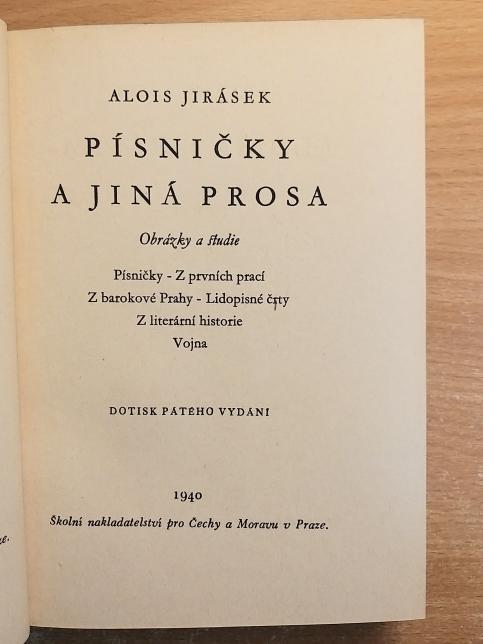 ALOIS JIRÁSEK
PÍSNIČKY
A JINÁ PROSA
Obrázky a studie
Písničky - Z prvních prací
Z barokové Prahy - Lidopisné črty
Z literární historie
Vojna
DOTISK PÁTÉHO VYDÁNÍ
1940
Školní nakladatelství pro Čechy a Moravu v Praze.